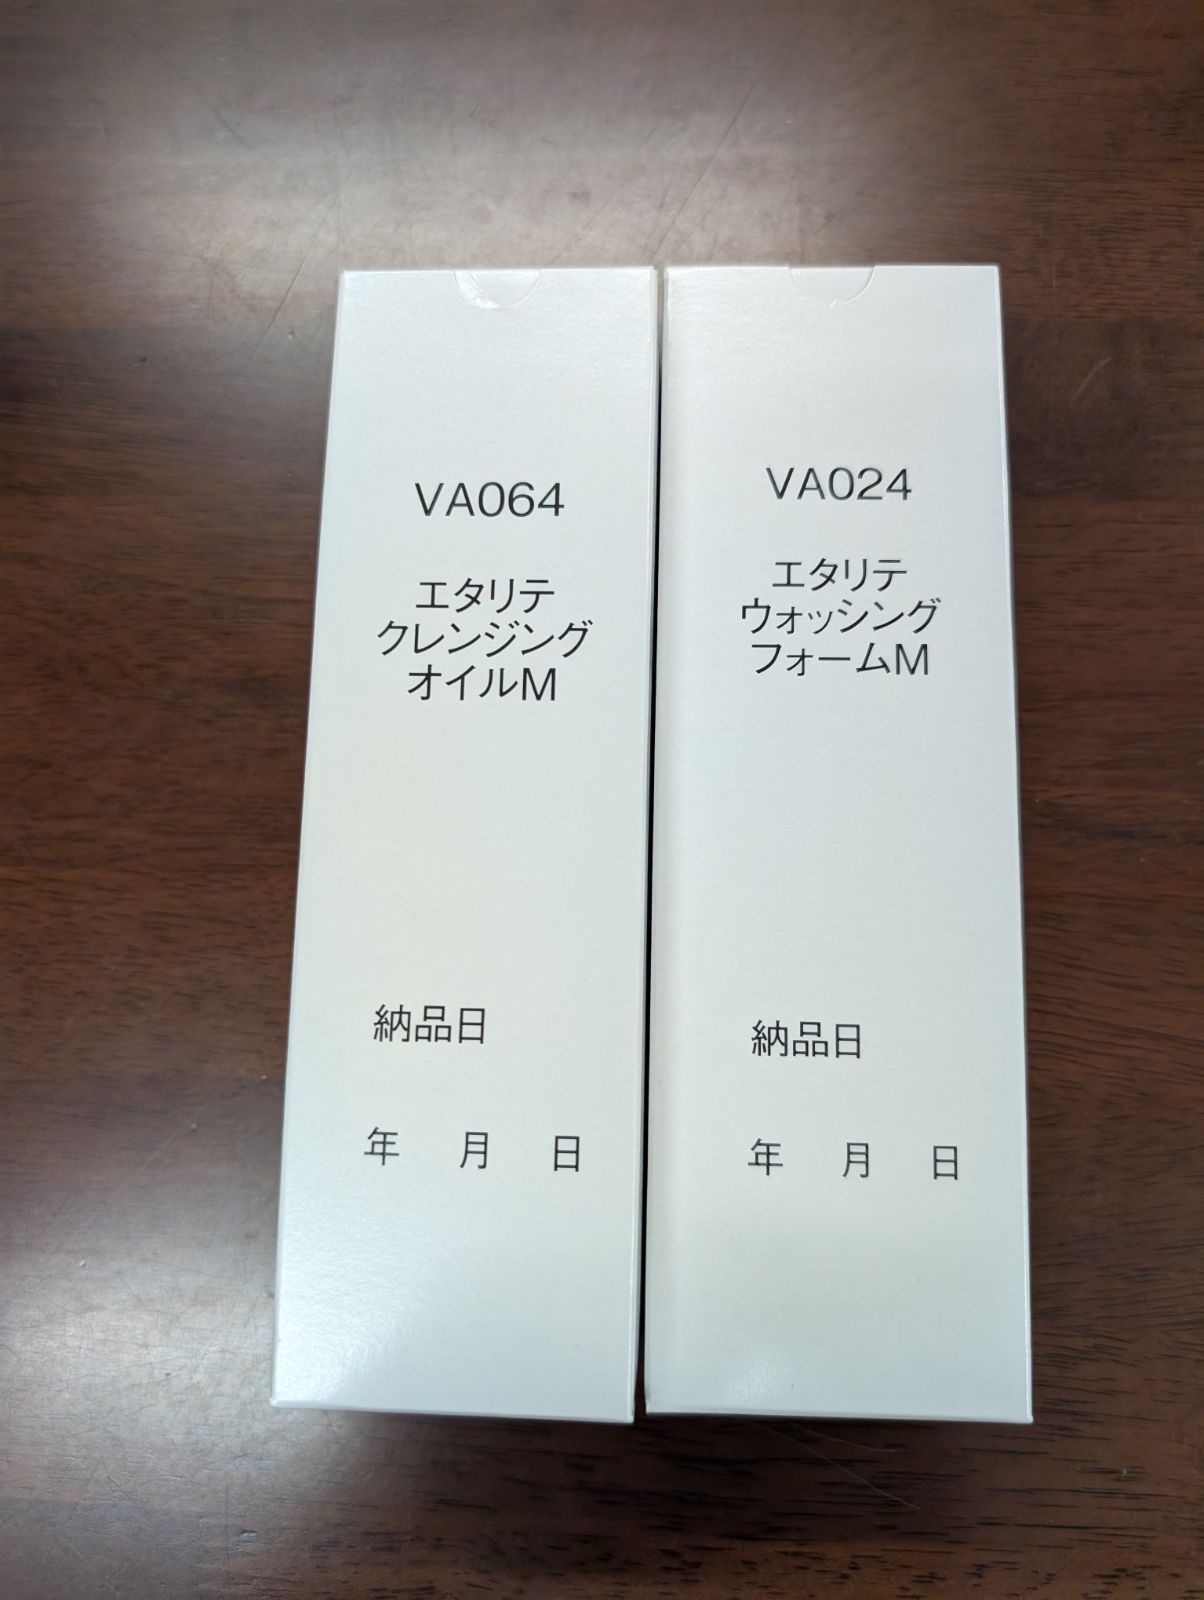 VA064
エタリテ
クレンジング
オイルM
納品日
年 月 日
VA024
エタリテ
ウォッシング
フォームM
納品日
年 月 日